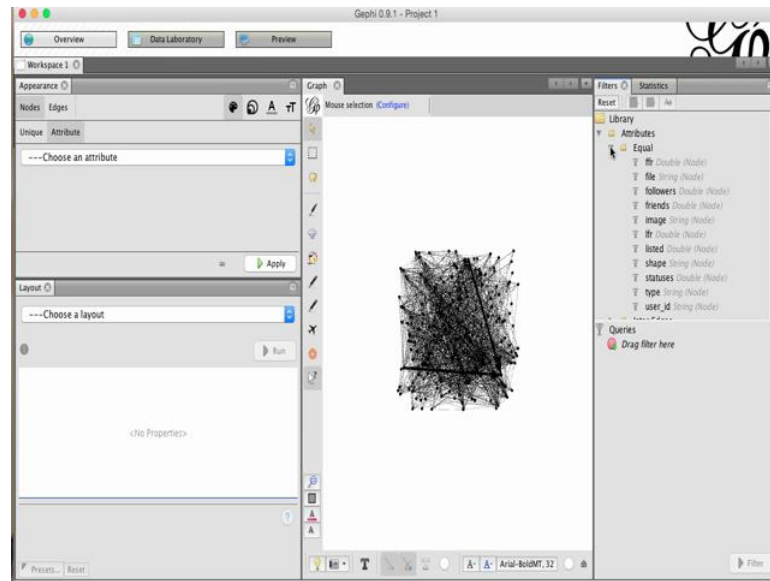 Gephi 0.9.1 - Project 1
Overview
Data Laboratory
Preview
Workspace 1
Appearance
Nodes Edges
Unique Attribute
---Choose an attribute
Apply
Layout
---Choose a layout
Run
<No Properties>
Presets... Reset
Graph
Mouse selection (Configure)
Arial-BoldMT, 32
Filters Statistics
Reset
Library
Attributes
Equal
ffr Double (Node)
file String (Node)
followers Double (Node)
friends Double (Node)
image String (Node)
lfr Double (Node)
listed Double (Node)
shape String (Node)
statuses Double (Node)
type String (Node)
user_id String (Node)
Queries
Drag filter here
Filter